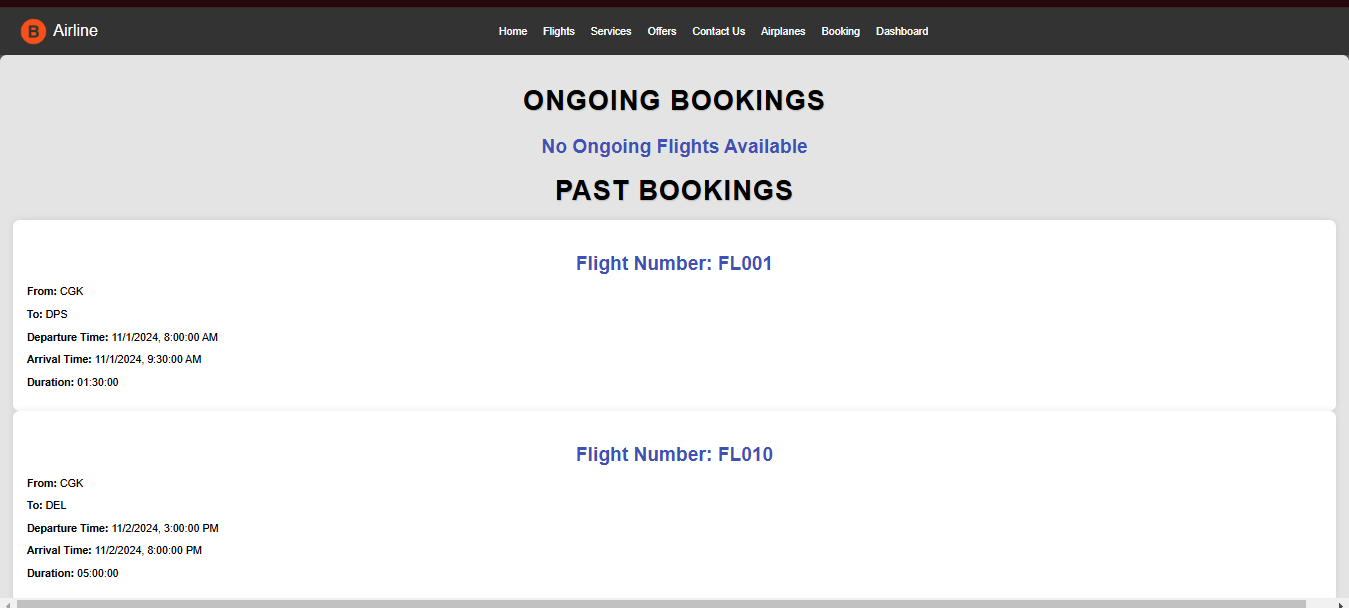 B Airline
Home Flights Services Offers Contact Us Airplanes Booking Dashboard
ONGOING BOOKINGS
No Ongoing Flights Available
PAST BOOKINGS
Flight Number: FL001
From: CGK
To: DPS
Departure Time: 11/1/2024, 8:00:00 AM
Arrival Time: 11/1/2024, 9:30:00 AM
Duration: 01:30:00
Flight Number: FL010
From: CGK
To: DEL
Departure Time: 11/2/2024, 3:00:00 PM
Arrival Time: 11/2/2024, 8:00:00 PM
Duration: 05:00:00